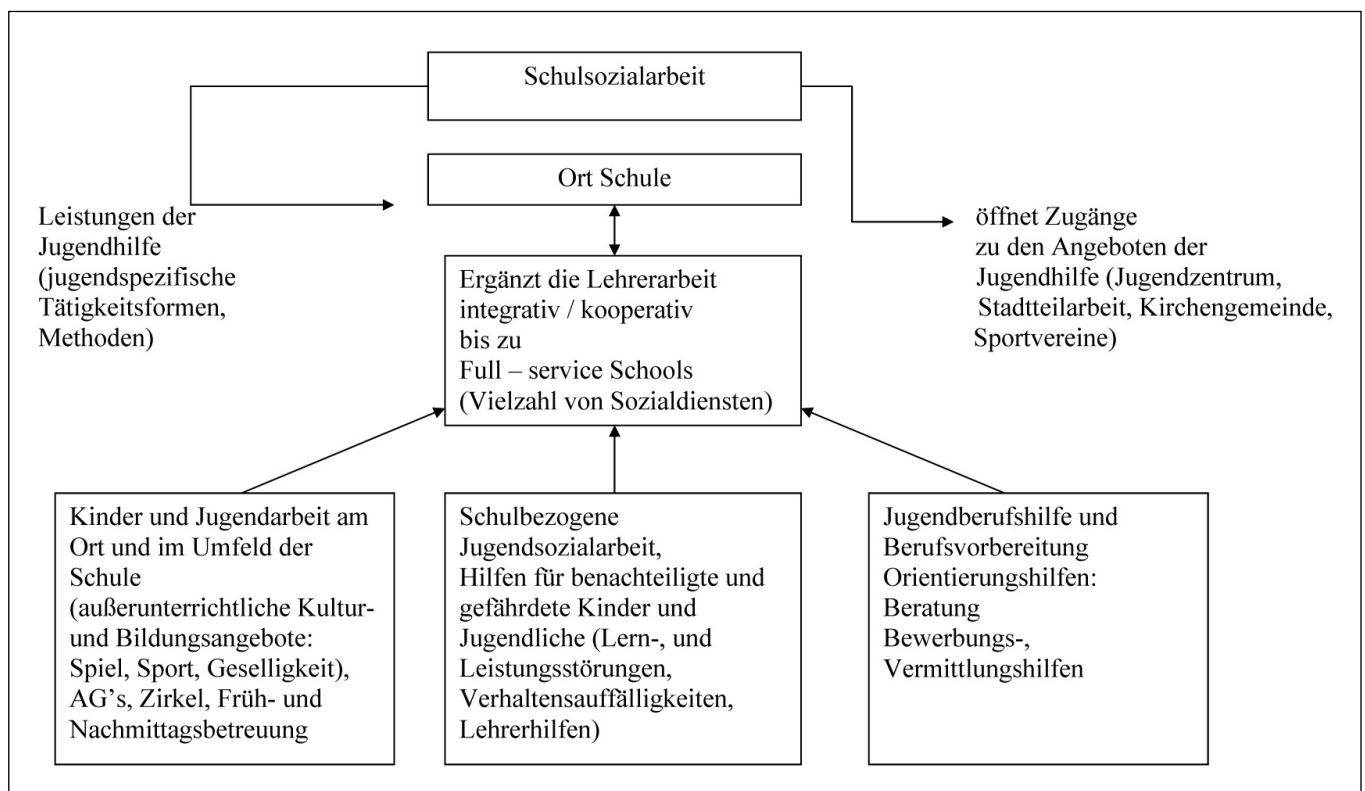 Schulsozialarbeit
Ort Schule
Leistungen der
Jugendhilfe
(jugendspezifische
Tätigkeitsformen,
Methoden)
öffnet Zugänge
zu den Angeboten der
Jugendhilfe (Jugendzentrum,
Stadtteilarbeit, Kirchengemeinde,
Sportvereine)
Ergänzt die Lehrerarbeit
integrativ / kooperativ
bis zu
Full – service Schools
(Vielzahl von Sozialdiensten)
Kinder und Jugendarbeit am
Ort und im Umfeld der
Schule
(außerunterrichtliche Kultur-
und Bildungsangebote:
Spiel, Sport, Geselligkeit),
AG's, Zirkel, Früh- und
Nachmittagsbetreuung
Schulbezogene
Jugendsozialarbeit,
Hilfen für benachteiligte und
gefährdete Kinder und
Jugendliche (Lern-, und
Leistungsstörungen,
Verhaltensauffälligkeiten,
Lehrerhilfen)
Jugendberufshilfe und
Berufsvorbereitung
Orientierungshilfen:
Beratung
Bewerbungs-,
Vermittlungshilfen